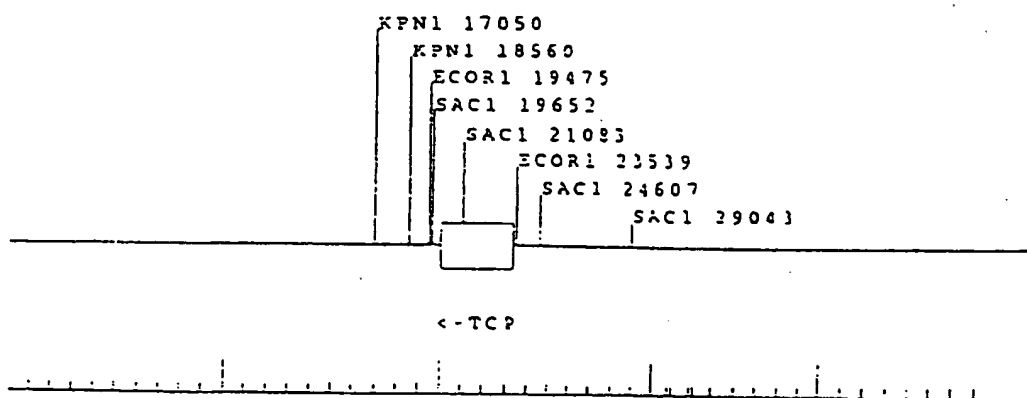 KPN1 17050
KPN1 18560
ECOR1 19475
SAC1 19652
SAC1 21083
ECOR1 23539
SAC1 24607
SAC1 29043
<-TCP